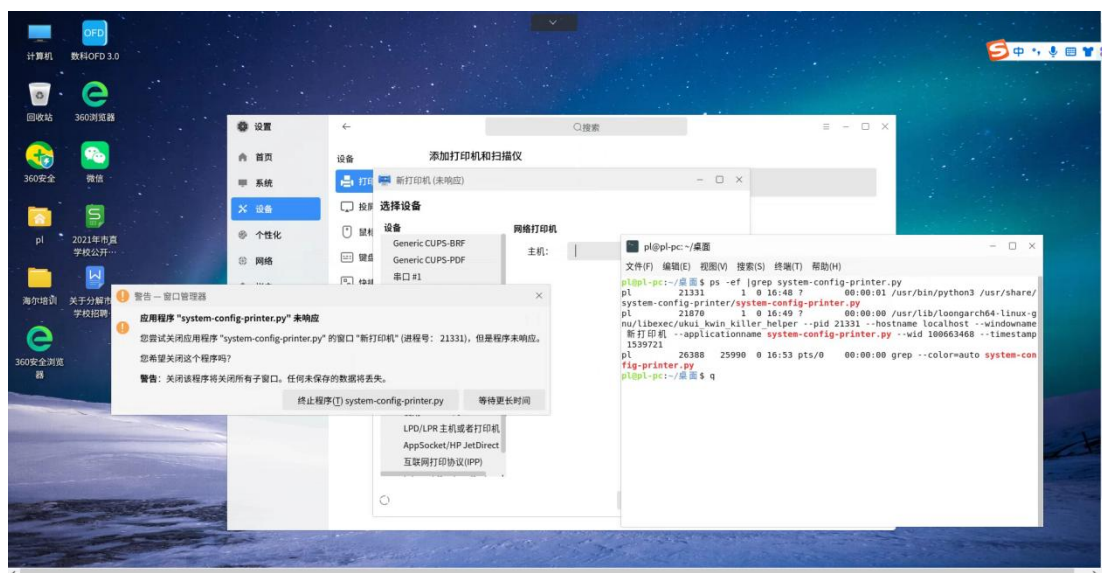 计算机
数科OFD 3.0
回收站
360浏览器
360安全
微信
pl
2021年市直
学校公开…
海尔培训
关于分解市
学校招聘…
360安全浏览
器
中
设置
首页
系统
设备
个性化
网络
搜索
设备
添加打印机和扫描仪
投屏
新打印机 (未响应)
选择设备
设备
Generic CUPS-BRF
Generic CUPS-PDF
串口 #1
LPD/LPR 主机或者打印机
AppSocket/HP JetDirect
互联网打印协议(IPP)
网络打印机
主机:
警告 — 窗口管理器
应用程序 "system-config-printer.py" 未响应
您尝试关闭应用程序 "system-config-printer.py" 的窗口 "新打印机" (进程号: 21331), 但是程序未响应。
您希望关闭这个程序吗?
警告: 关闭该程序将关闭所有子窗口。任何未保存的数据将丢失。
终止程序(T) system-config-printer.py
等待更长时间
pl@pl-pc: ~/桌面
文件(F) 编辑(E) 视图(V) 搜索(S) 终端(T) 帮助(H)
pl@pl-pc:~/桌面$ ps -ef |grep system-config-printer.py
pl 21331 1 0 16:48 ? 00:00:01 /usr/bin/python3 /usr/share/
system-config-printer/system-config-printer.py
pl 21870 1 0 16:49 ? 00:00:00 /usr/lib/loongarch64-linux-g
nu/libexec/ukui_kwin_killer_helper --pid 21331 --hostname localhost --windowname
新打印机 --applicationname system-config-printer.py --wid 100663468 --timestamp
1539721
pl 26388 25990 0 16:53 pts/0 00:00:00 grep --color=auto system-con
fig-printer.py
pl@pl-pc:~/桌面$ q